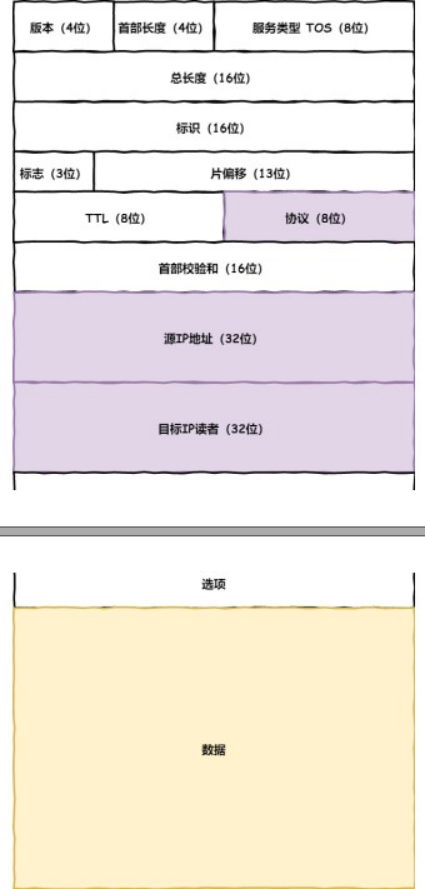 版本（4位） 首部长度（4位） 服务类型 TOS（8位）
总长度（16位）
标识（16位）
标志（3位） 片偏移（13位）
TTL（8位） 协议（8位）
首部校验和（16位）
源IP地址（32位）
目标IP读者（32位）
选项
数据